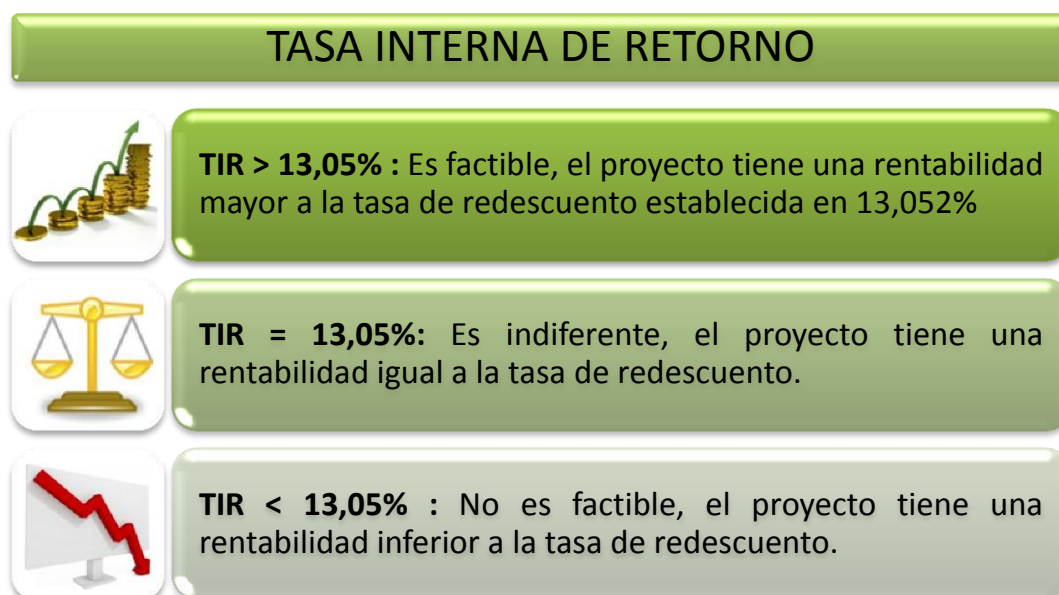 TASA INTERNA DE RETORNO
TIR > 13,05% : Es factible, el proyecto tiene una rentabilidad
mayor a la tasa de redescuento establecida en 13,052%
TIR = 13,05%: Es indiferente, el proyecto tiene una
rentabilidad igual a la tasa de redescuento.
TIR < 13,05% : No es factible, el proyecto tiene una
rentabilidad inferior a la tasa de redescuento.